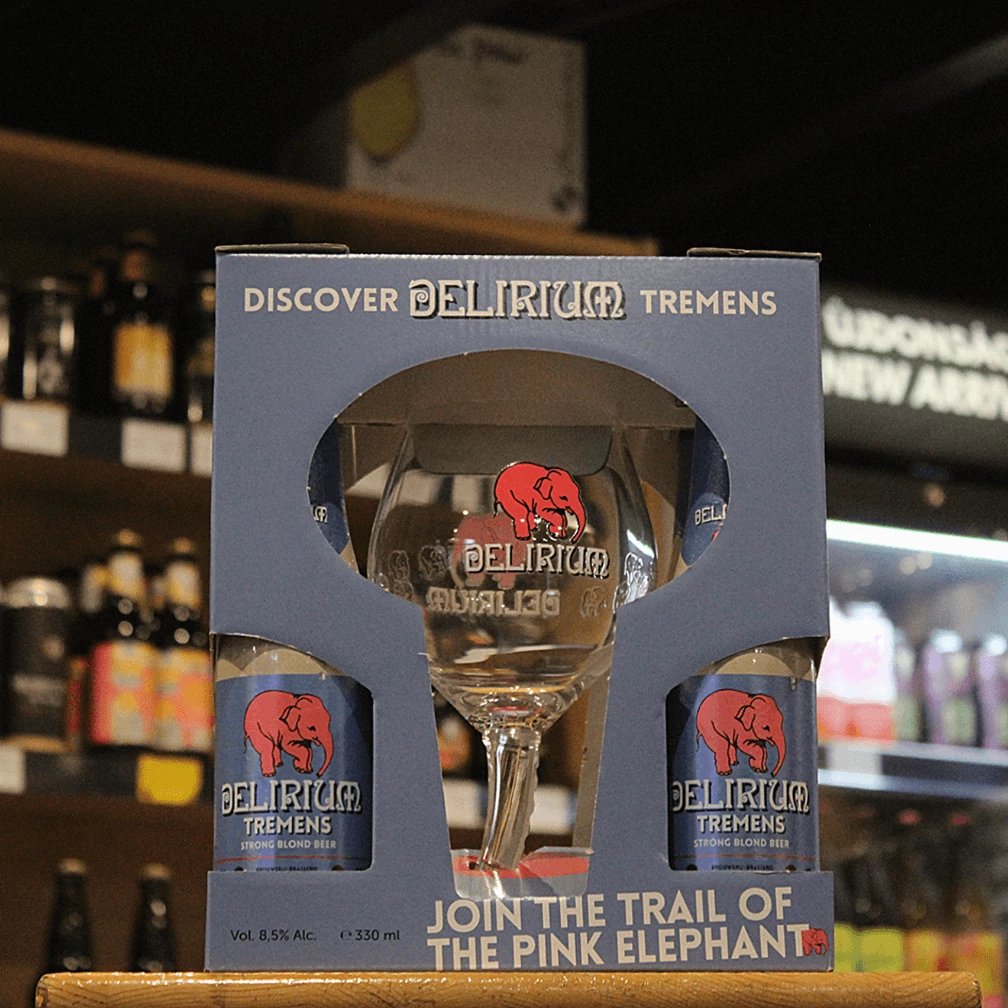 DISCOVER DELIRIUM TREMENS
ÚJDONSÁG
NEW ARRI
DELIRIUM
DELIRIUM
TREMENS
STRONG BLOND BEER
DELIRIUM
TREMENS
STRONG BLOND BEER
JOIN THE TRAIL OF
THE PINK ELEPHANT
Vol. 8,5% Alc. ℮ 330 ml